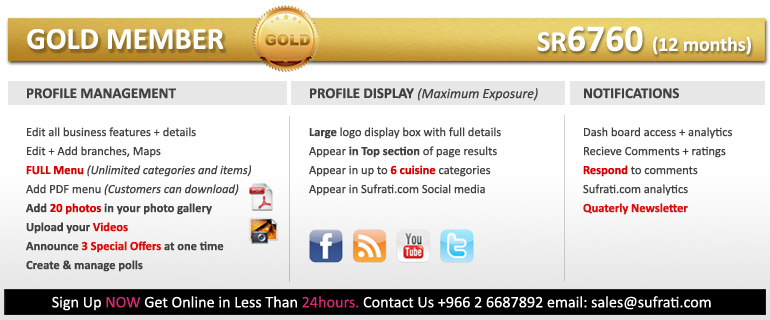 GOLD MEMBER
GOLD
SR6760 (12 months)
PROFILE MANAGEMENT
Edit all business features + details
Edit + Add branches, Maps
FULL Menu (Unlimited categories and items)
Add PDF menu (Customers can download)
Add 20 photos in your photo gallery
Upload your Videos
Announce 3 Special Offers at one time
Create & manage polls
PROFILE DISPLAY (Maximum Exposure)
Large logo display box with full details
Appear in Top section of page results
Appear in up to 6 cuisine categories
Appear in Sufrati.com Social media
f
You
Tube
t
NOTIFICATIONS
Dash board access + analytics
Recieve Comments + ratings
Respond to comments
Sufrati.com analytics
Quaterly Newsletter
Sign Up NOW Get Online in Less Than 24hours. Contact Us +966 2 6687892 email: sales@sufrati.com